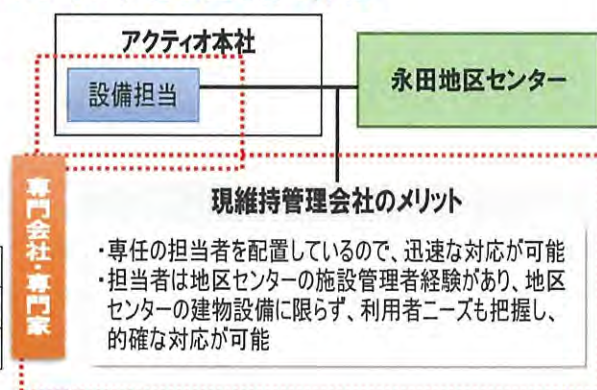 アクティオ本社
設備担当
永田地区センター
専門会社・専門家
現維持管理会社のメリット
・専任の担当者を配置しているので、迅速な対応が可能
・担当者は地区センターの施設管理者経験があり、地区
センターの建物設備に限らず、利用者ニーズも把握し、
的確な対応が可能